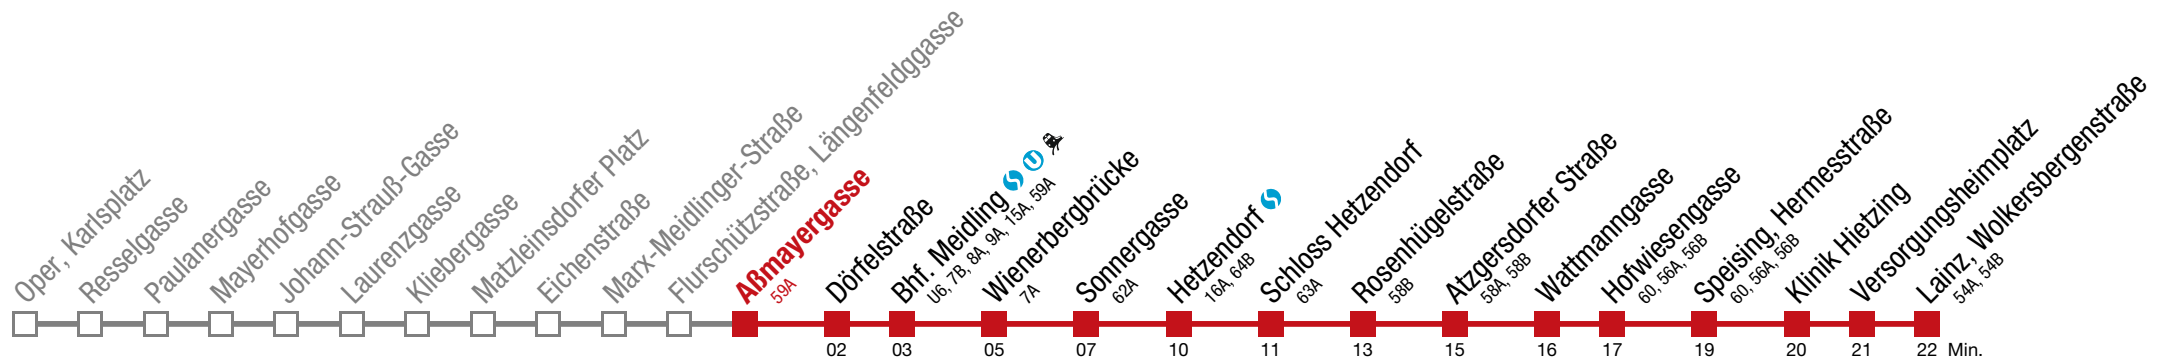 Oper, Karlsplatz
Resselgasse
Paulanergasse
Mayerhofgasse
Johann-Strauß-Gasse
Laurenzgasse
Kliebergasse
Matzleinsdorfer Platz
Eichenstraße
Marx-Meidlinger-Straße
Flurschützstraße, Längenfeldggasse
Aßmayergasse
59A
Dörfelstraße
Bhf. Meidling S U
U6, 7B, 8A, 9A, 15A, 59A
Wienerbergbrücke
7A
Sonnergasse
62A
Hetzendorf S
16A, 64B
Schloss Hetzendorf
63A
Rosenhügelstraße
58B
Atzgersdorfer Straße
58A, 58B
Wattmanngasse
Hofwiesengasse
60, 56A, 56B
Speising, Hermesstraße
60, 56A, 56B
Klinik Hietzing
Versorgungsheimplatz
Lainz, Wolkersbergenstraße
54A, 54B
02 03 05 07 10 11 13 15 16 17 19 20 21 22 Min.